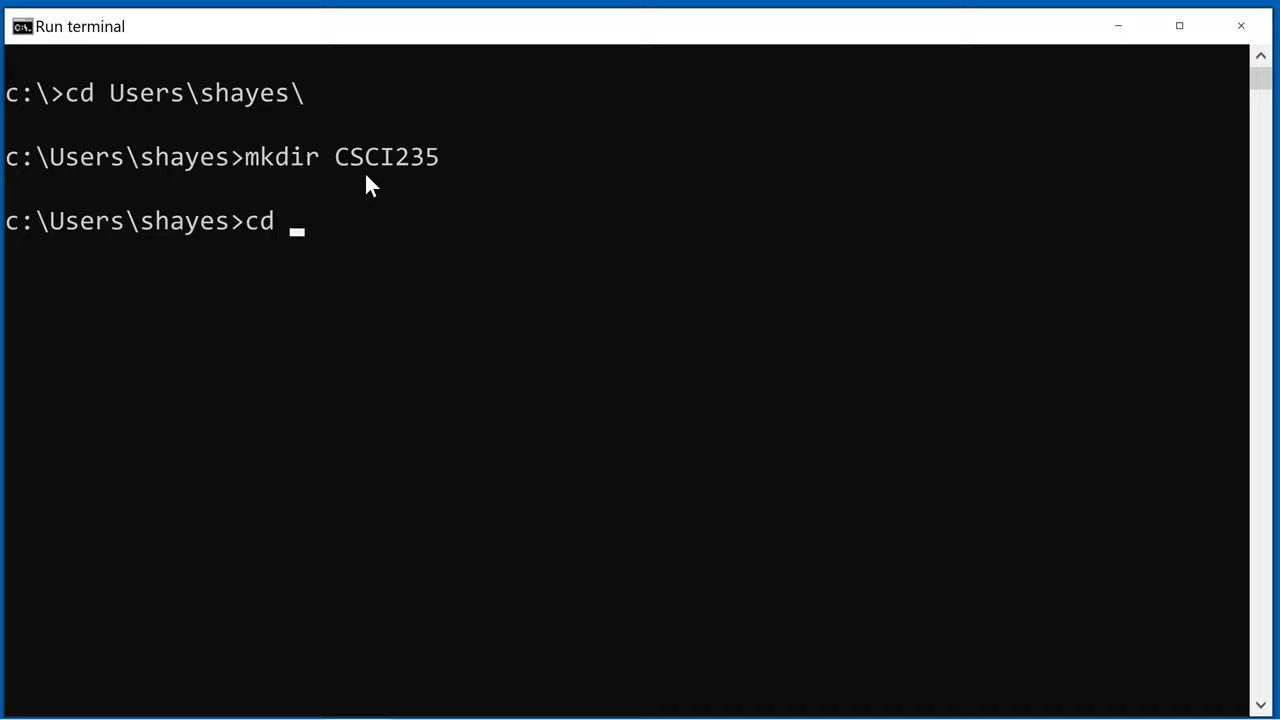 Run terminal
c:\>cd Users\shayes\
c:\Users\shayes>mkdir CSCI235
c:\Users\shayes>cd